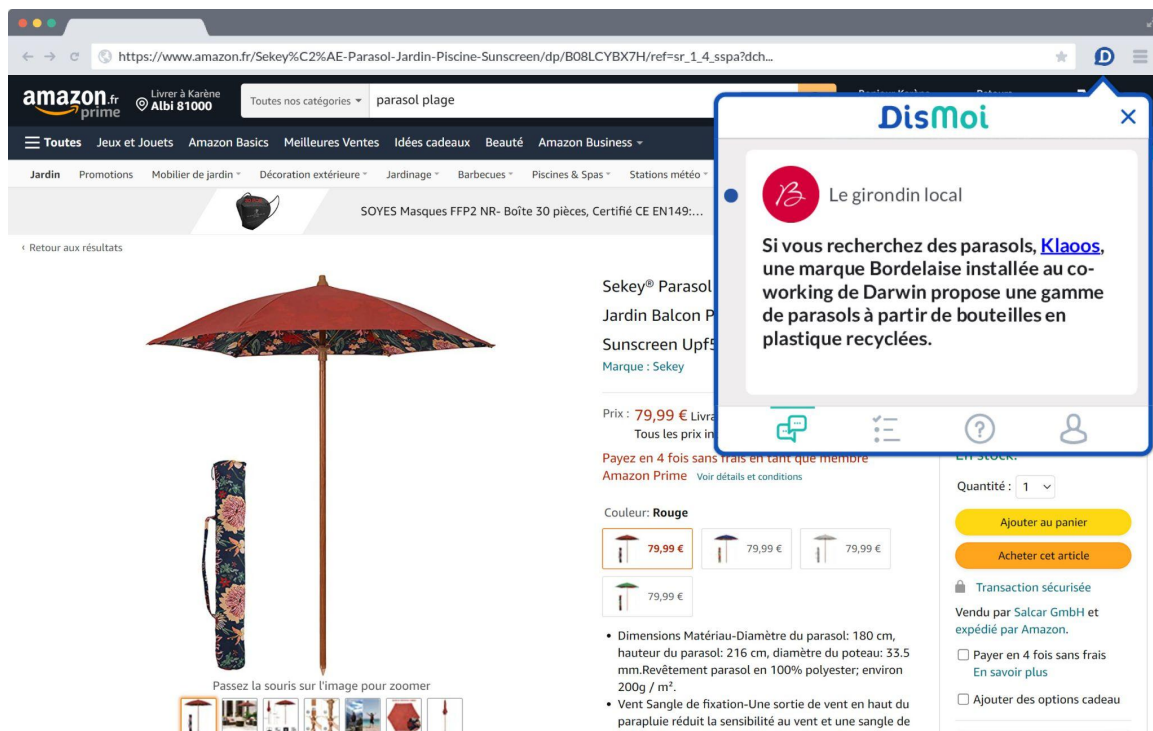 https://www.amazon.fr/Sekey%C2%AE-Parasol-Jardin-Piscine-Sunscreen/dp/B08LCYBX7H/ref=sr_1_4_sspa?dch...
D
amazon.fr
prime
Livrer à Karène
Albi 81000
Toutes nos catégories
parasol plage
Toutes
Jeux et Jouets
Amazon Basics
Meilleures Ventes
Idées cadeaux
Beauté
Amazon Business
Jardin
Promotions
Mobilier de jardin
Décoration extérieure
Jardinage
Barbecues
Piscines & Spas
Stations météo
SOYES Masques FFP2 NR- Boîte 30 pièces, Certifié CE EN149:...
‹ Retour aux résultats
DisMoi
B
Le girondin local
Si vous recherchez des parasols, Klaoos,
une marque Bordelaise installée au co-
working de Darwin propose une gamme
de parasols à partir de bouteilles en
plastique recyclées.
Sekey® Parasol
Jardin Balcon P
Sunscreen Upf5
Marque : Sekey
Prix : 79,99 € Livra
Tous les prix in
Payez en 4 fois sans frais en tant que membre
Amazon Prime Voir détails et conditions
Couleur: Rouge
79,99 €
79,99 €
79,99 €
79,99 €
• Dimensions Matériau-Diamètre du parasol: 180 cm,
hauteur du parasol: 216 cm, diamètre du poteau: 33.5
mm.Revêtement parasol en 100% polyester; environ
200g / m².
• Vent Sangle de fixation-Une sortie de vent en haut du
parapluie réduit la sensibilité au vent et une sangle de
Passez la souris sur l'image pour zoomer
En stock.
Quantité : 1
Ajouter au panier
Acheter cet article
Transaction sécurisée
Vendu par Salcar GmbH et
expédié par Amazon.
Payer en 4 fois sans frais
En savoir plus
Ajouter des options cadeau